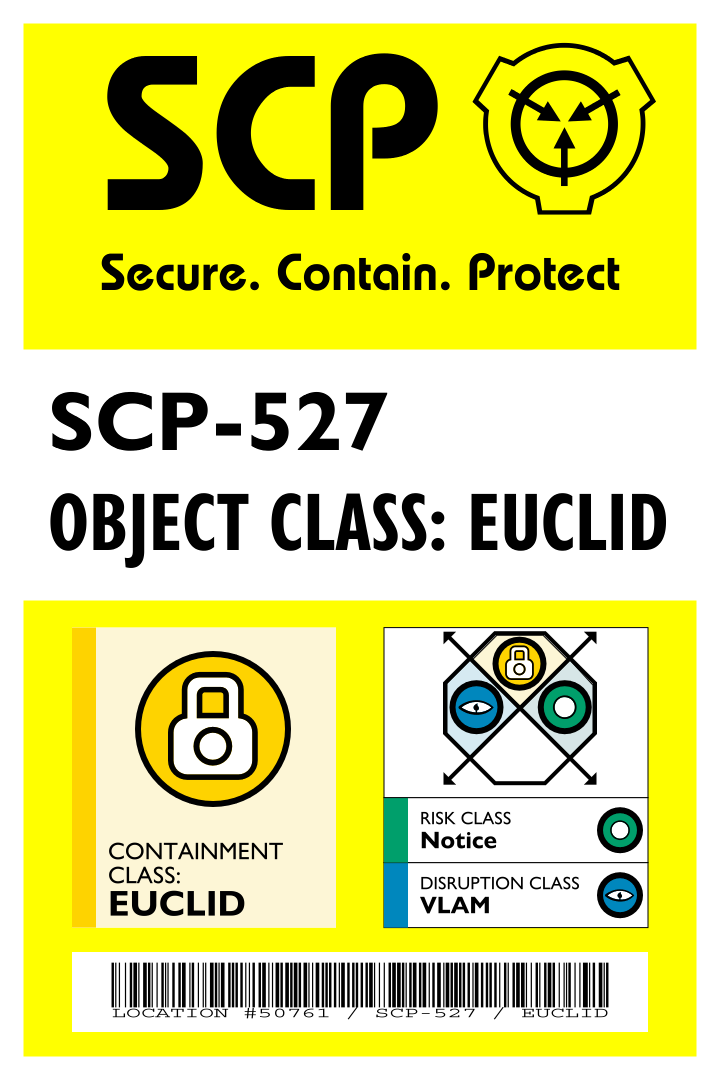 SCP
Secure. Contain. Protect
SCP-527
OBJECT CLASS: EUCLID
CONTAINMENT
CLASS:
EUCLID
RISK CLASS
Notice
DISRUPTION CLASS
VLAM
LOCATION #50761 / SCP-527 / EUCLID